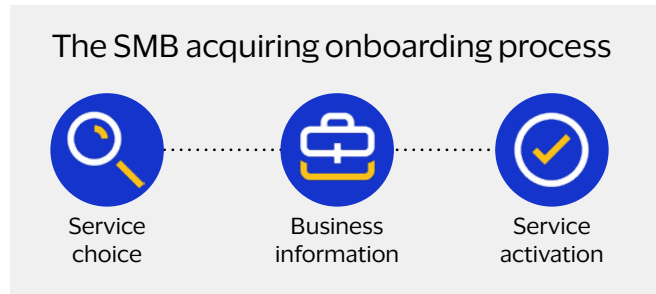 The SMB acquiring onboarding process
Service
choice
Business
information
Service
activation